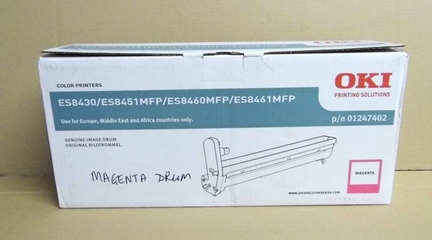 COLOR PRINTERS
ES8430/ES8451MFP/ES8460MFP/ES8461MFP
Use for Europe, Middle East and Africa countries only.
GENUINE IMAGE DRUM
ORIGINAL BILDTROMMEL
OKI
PRINTING SOLUTIONS
p/n 01247402
MAGENTA DRUM
MAGENTA